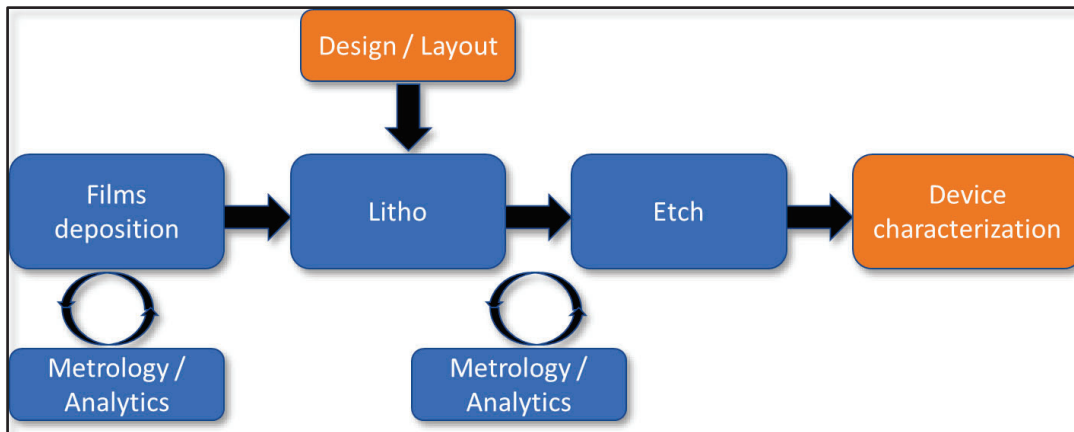 Design / Layout
Films
deposition
Litho
Etch
Device
characterization
Metrology /
Analytics
Metrology /
Analytics